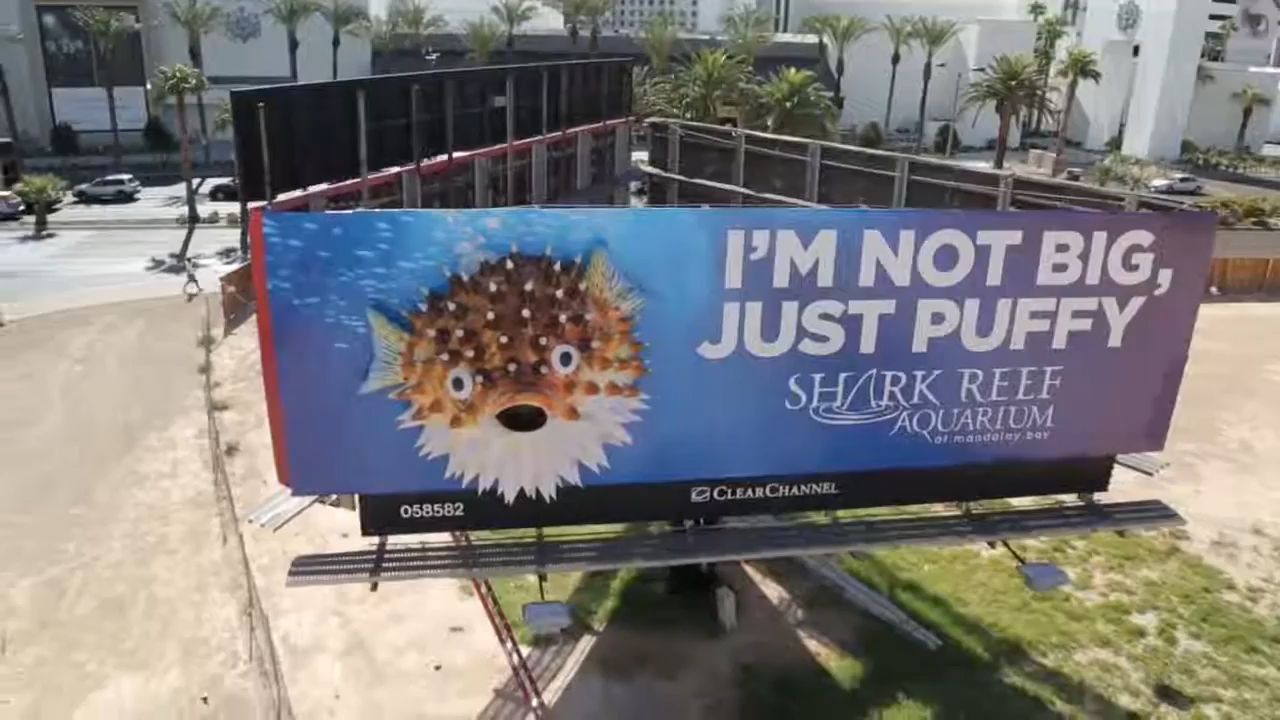 I'M NOT BIG,
JUST PUFFY
SHARK REEF
AQUARIUM
at mandalay bay
CLEARCHANNEL
058582